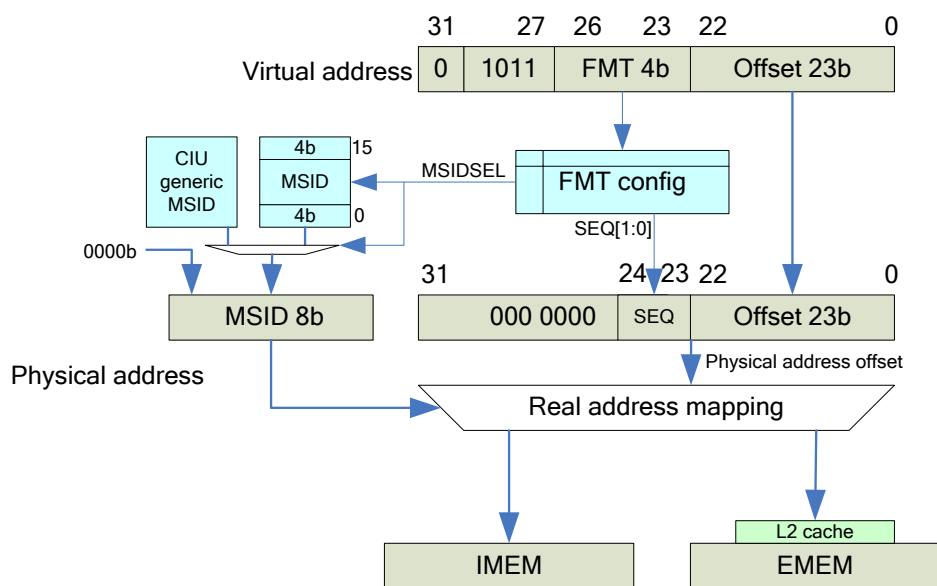 31 27 26 23 22 0
Virtual address 0 1011 FMT 4b Offset 23b
CIU
generic
MSID
4b 15
MSID
4b 0
MSIDSEL
FMT config
SEQ[1:0]
0000b
31 24 23 22 0
MSID 8b
000 0000 SEQ Offset 23b
Physical address
Physical address offset
Real address mapping
L2 cache
IMEM
EMEM